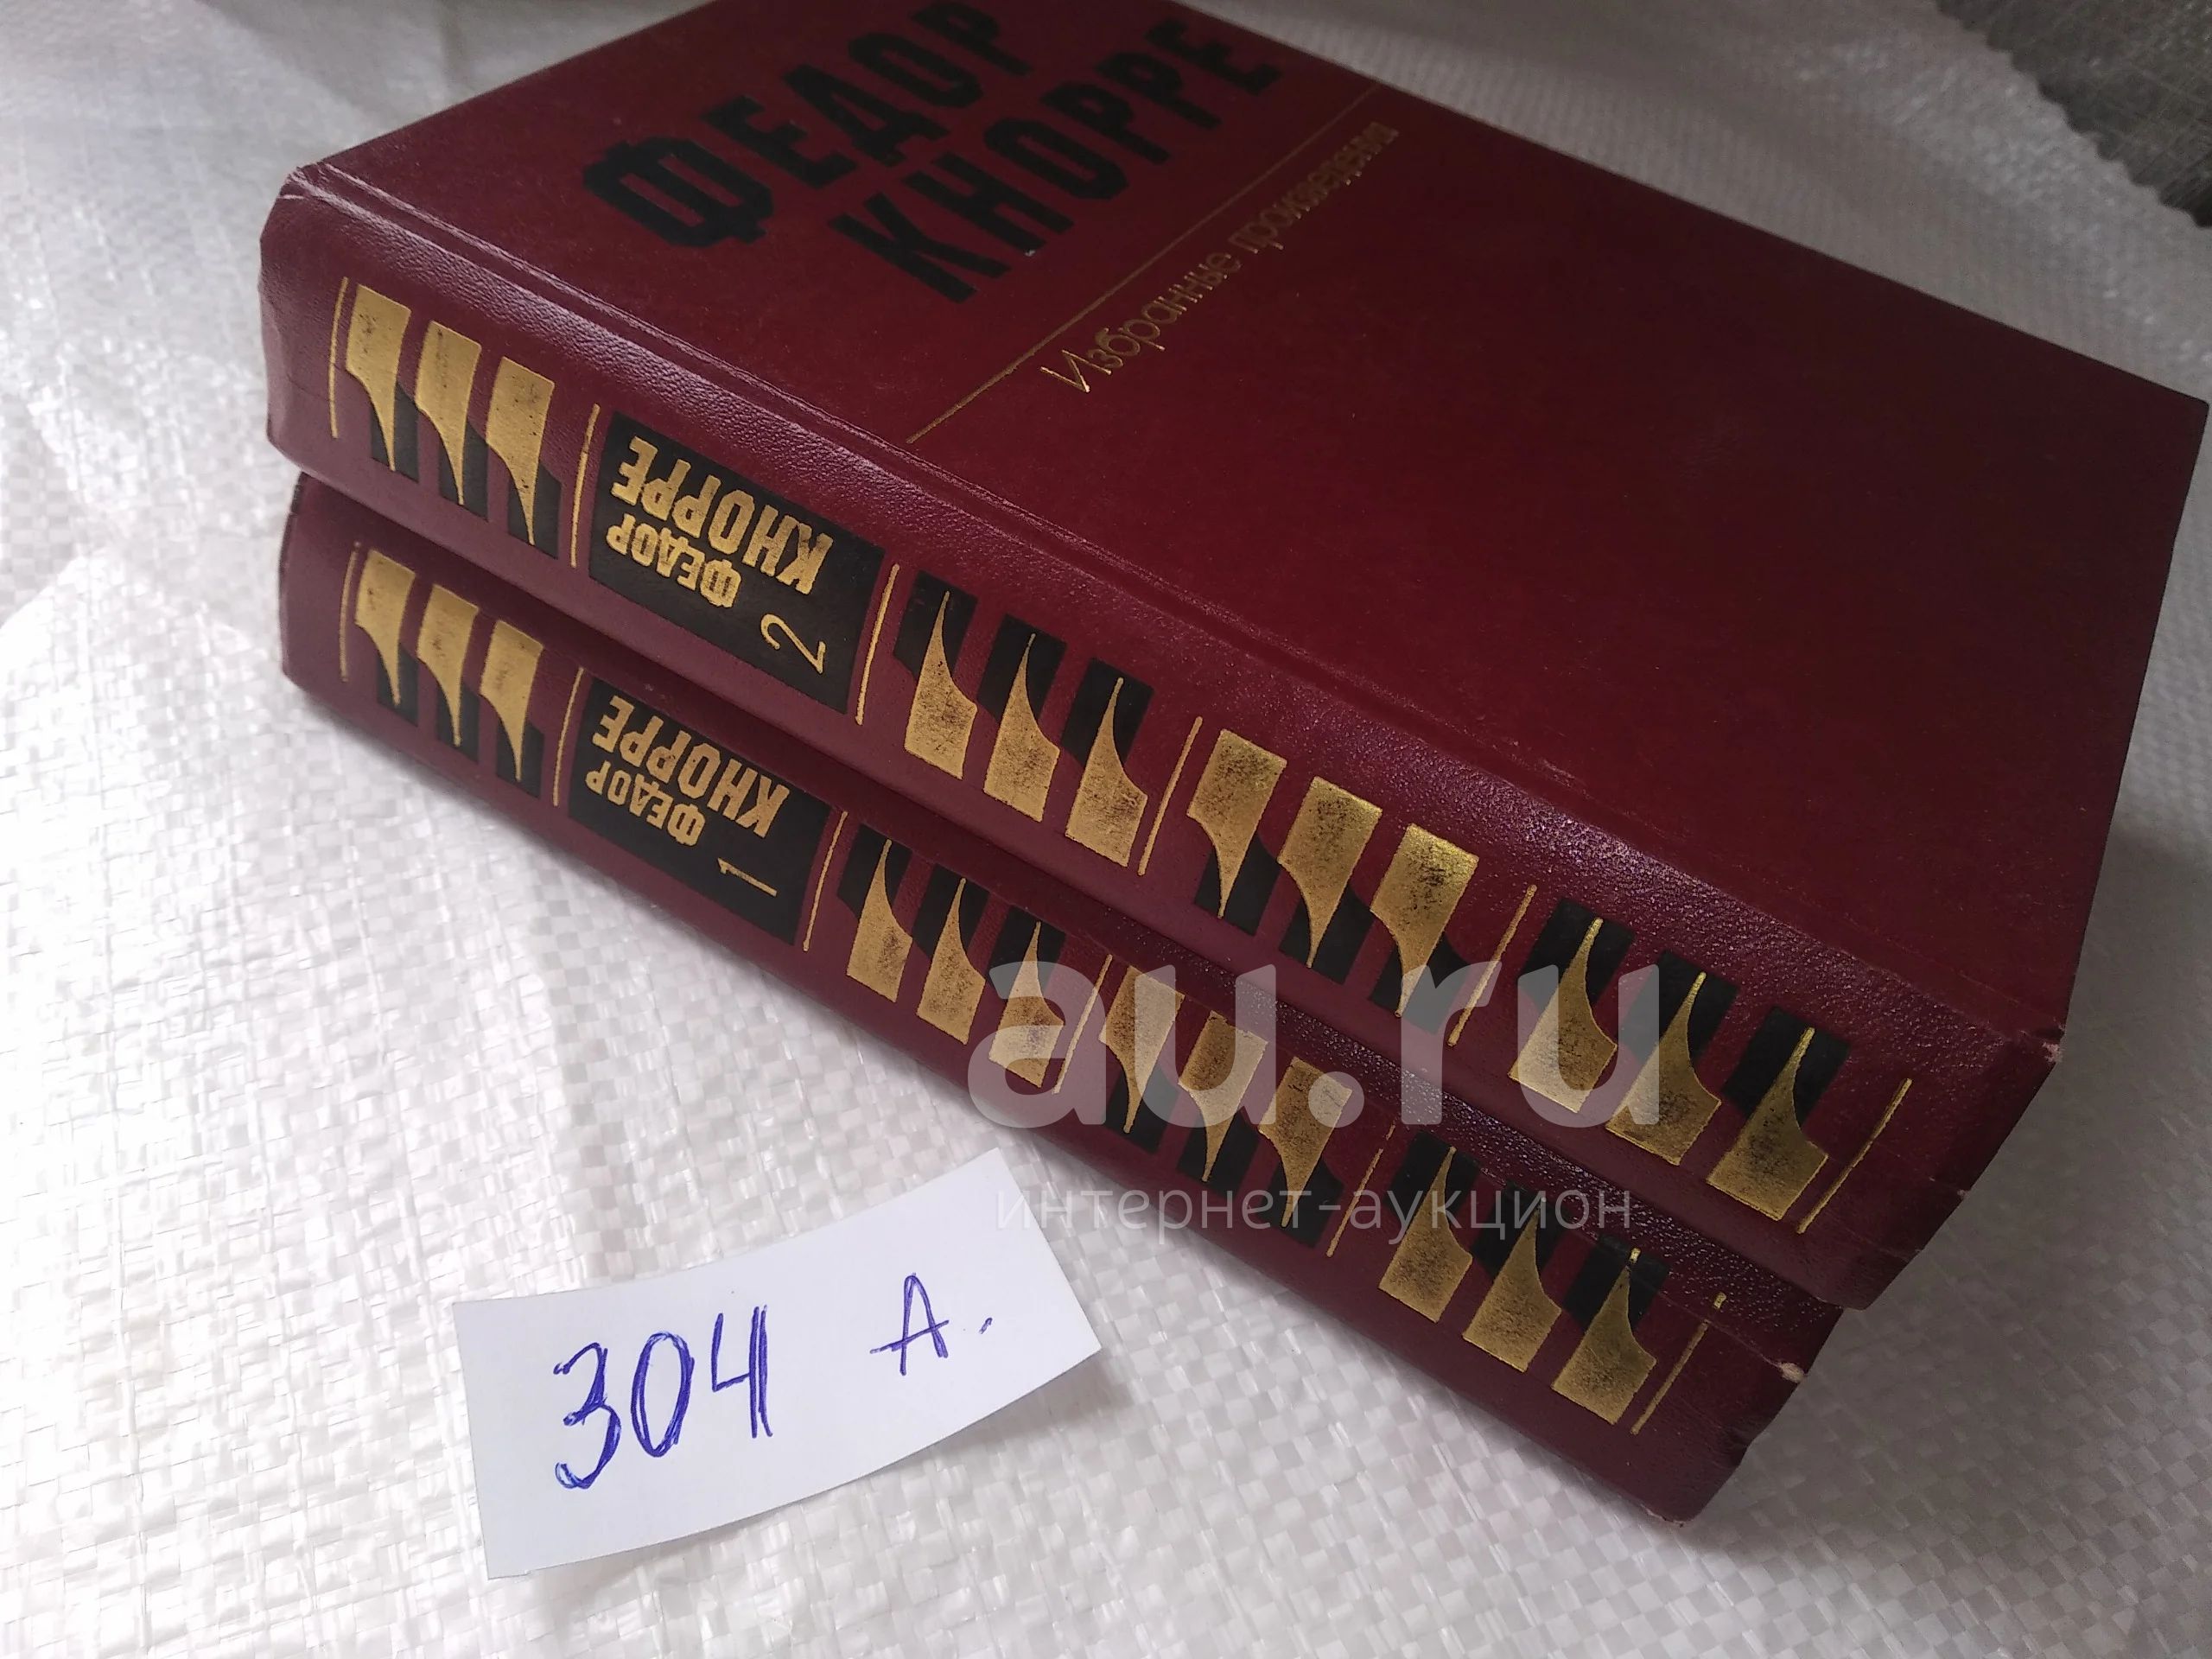 ФЕДОР
КНОРРЕ
Избранные произведения
2 ФЕДОР
КНОРРЕ
1 ФЕДОР
КНОРРЕ
au.ru
интернет-аукцион
304 А.